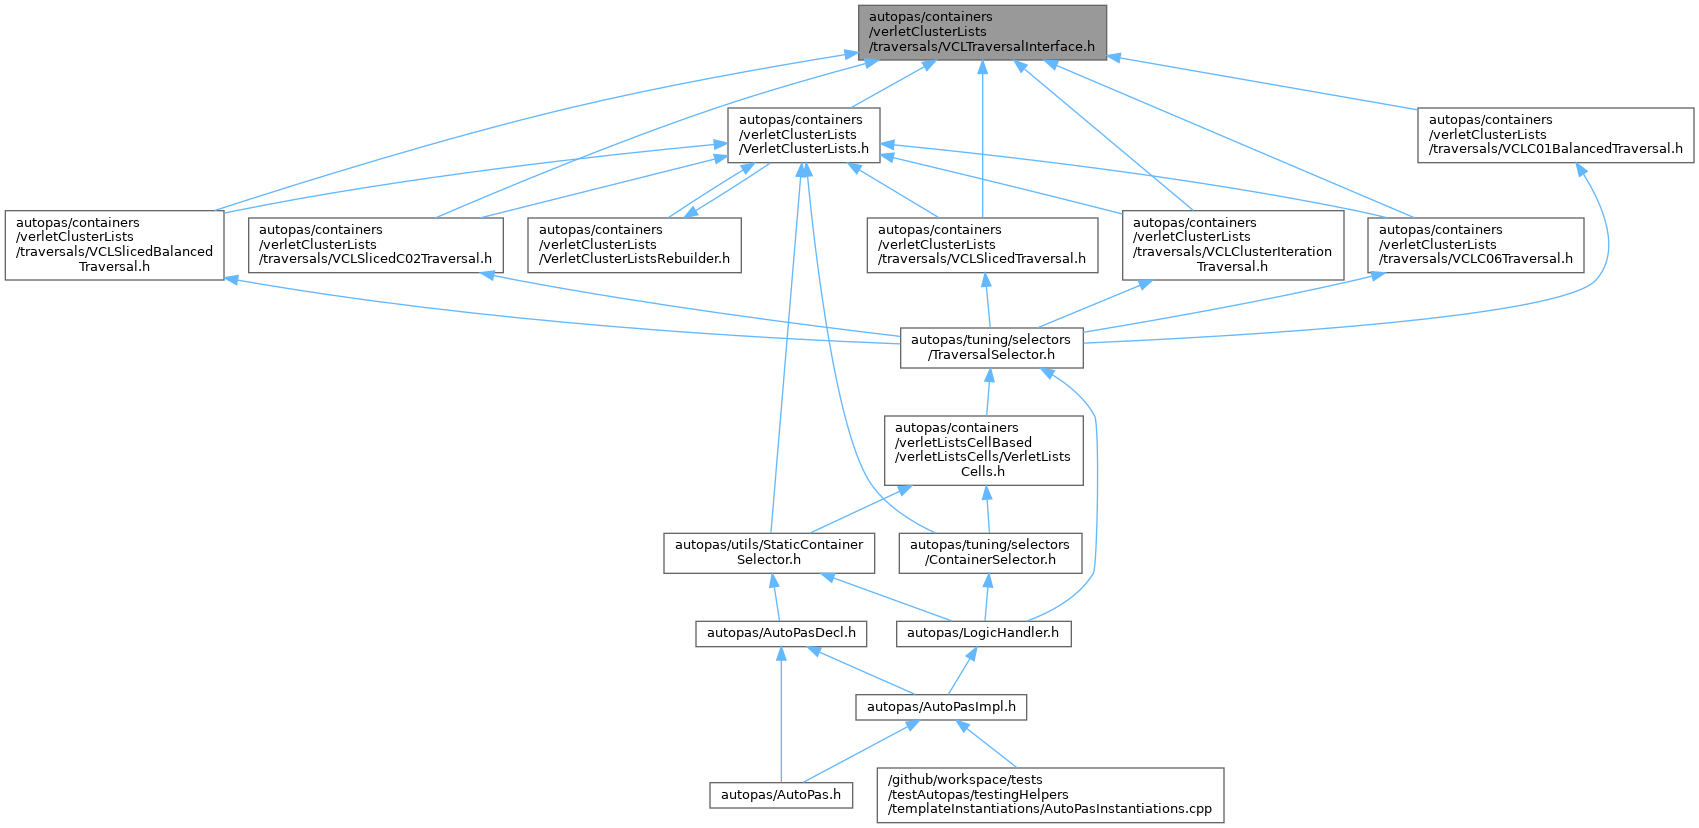 autopas/containers
/verletClusterLists
/traversals/VCLTraversalInterface.h
autopas/containers
/verletClusterLists
/VerletClusterLists.h
autopas/containers
/verletClusterLists
/traversals/VCLC01BalancedTraversal.h
autopas/containers
/verletClusterLists
/traversals/VCLSlicedBalanced
Traversal.h
autopas/containers
/verletClusterLists
/traversals/VCLSlicedC02Traversal.h
autopas/containers
/verletClusterLists
/VerletClusterListsRebuilder.h
autopas/containers
/verletClusterLists
/traversals/VCLSlicedTraversal.h
autopas/containers
/verletClusterLists
/traversals/VCLClusterIteration
Traversal.h
autopas/containers
/verletClusterLists
/traversals/VCLC06Traversal.h
autopas/tuning/selectors
/TraversalSelector.h
autopas/containers
/verletListsCellBased
/verletListsCells/VerletLists
Cells.h
autopas/utils/StaticContainer
Selector.h
autopas/tuning/selectors
/ContainerSelector.h
autopas/AutoPasDecl.h
autopas/LogicHandler.h
autopas/AutoPasImpl.h
autopas/AutoPas.h
/github/workspace/tests
/testAutopas/testingHelpers
/templateInstantiations/AutoPasInstantiations.cpp